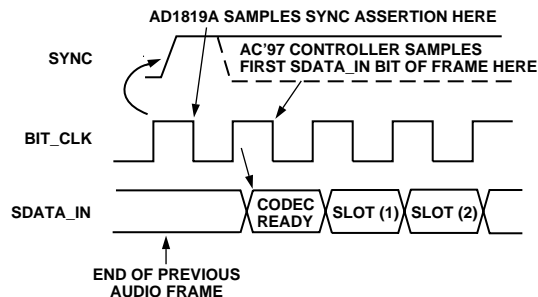 AD1819A SAMPLES SYNC ASSERTION HERE
SYNC
AC'97 CONTROLLER SAMPLES
FIRST SDATA_IN BIT OF FRAME HERE
BIT_CLK
SDATA_IN
CODEC
READY
SLOT (1)
SLOT (2)
END OF PREVIOUS
AUDIO FRAME